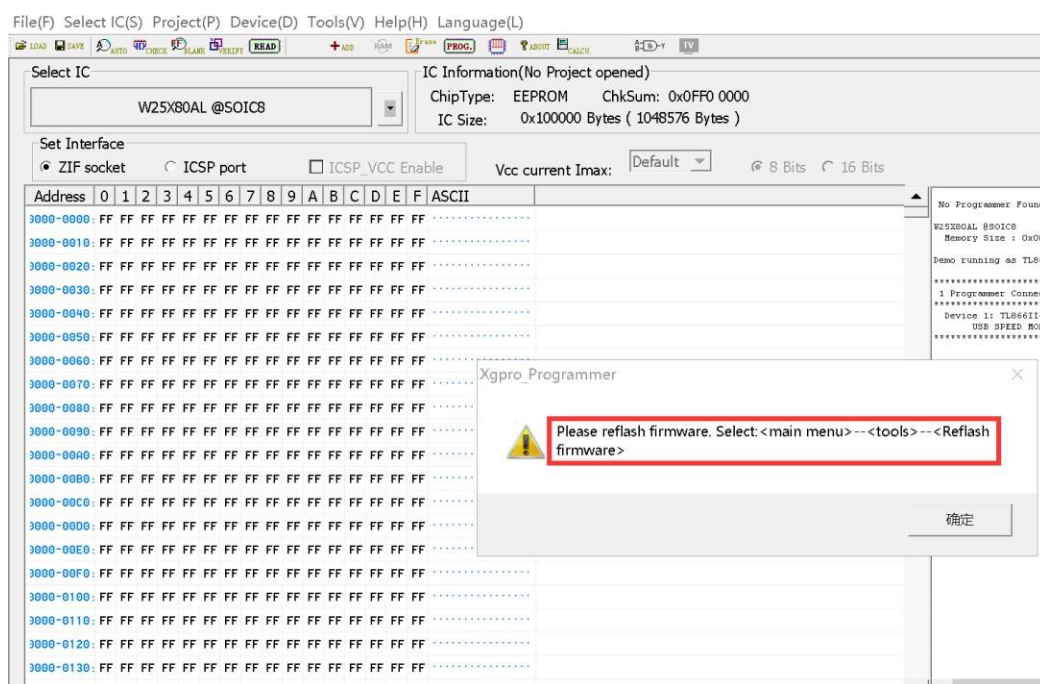 File(F) Select IC(S) Project(P) Device(D) Tools(V) Help(H) Language(L)
LOAD SAVE AUTO CHECK BLANK VERIFY READ ADD RAM Erase PROG. ABOUT CALCU TV
Select IC
W25X80AL @SOIC8
IC Information(No Project opened)
ChipType: EEPROM ChkSum: 0x0FF0 0000
IC Size: 0x100000 Bytes ( 1048576 Bytes )
Set Interface
ZIF socket ICSP port ICSP_VCC Enable Vcc current Imax: Default 8 Bits 16 Bits
Address 0 1 2 3 4 5 6 7 8 9 A B C D E F ASCII
0000-0000: FF FF FF FF FF FF FF FF FF FF FF FF FF FF FF FF
0000-0010: FF FF FF FF FF FF FF FF FF FF FF FF FF FF FF FF
0000-0020: FF FF FF FF FF FF FF FF FF FF FF FF FF FF FF FF
0000-0030: FF FF FF FF FF FF FF FF FF FF FF FF FF FF FF FF
0000-0040: FF FF FF FF FF FF FF FF FF FF FF FF FF FF FF FF
0000-0050: FF FF FF FF FF FF FF FF FF FF FF FF FF FF FF FF
0000-0060: FF FF FF FF FF FF FF FF FF FF FF FF FF FF FF FF
0000-0070: FF FF FF FF FF FF FF FF FF FF FF FF FF FF FF FF
0000-0080: FF FF FF FF FF FF FF FF FF FF FF FF FF FF FF FF
0000-0090: FF FF FF FF FF FF FF FF FF FF FF FF FF FF FF FF
0000-00A0: FF FF FF FF FF FF FF FF FF FF FF FF FF FF FF FF
0000-00B0: FF FF FF FF FF FF FF FF FF FF FF FF FF FF FF FF
0000-00C0: FF FF FF FF FF FF FF FF FF FF FF FF FF FF FF FF
0000-00D0: FF FF FF FF FF FF FF FF FF FF FF FF FF FF FF FF
0000-00E0: FF FF FF FF FF FF FF FF FF FF FF FF FF FF FF FF
0000-00F0: FF FF FF FF FF FF FF FF FF FF FF FF FF FF FF FF
0000-0100: FF FF FF FF FF FF FF FF FF FF FF FF FF FF FF FF
0000-0110: FF FF FF FF FF FF FF FF FF FF FF FF FF FF FF FF
0000-0120: FF FF FF FF FF FF FF FF FF FF FF FF FF FF FF FF
0000-0130: FF FF FF FF FF FF FF FF FF FF FF FF FF FF FF FF
No Programmer
W25X80AL @SOIC8
Memory Size :
Demo running as
*******************
1 Programmer
*******************
Device 1:
USB SPEED
*******************
Xgpro_Programmer
Please reflash firmware. Select:<main menu>--<tools>--<Reflash
firmware>
确定